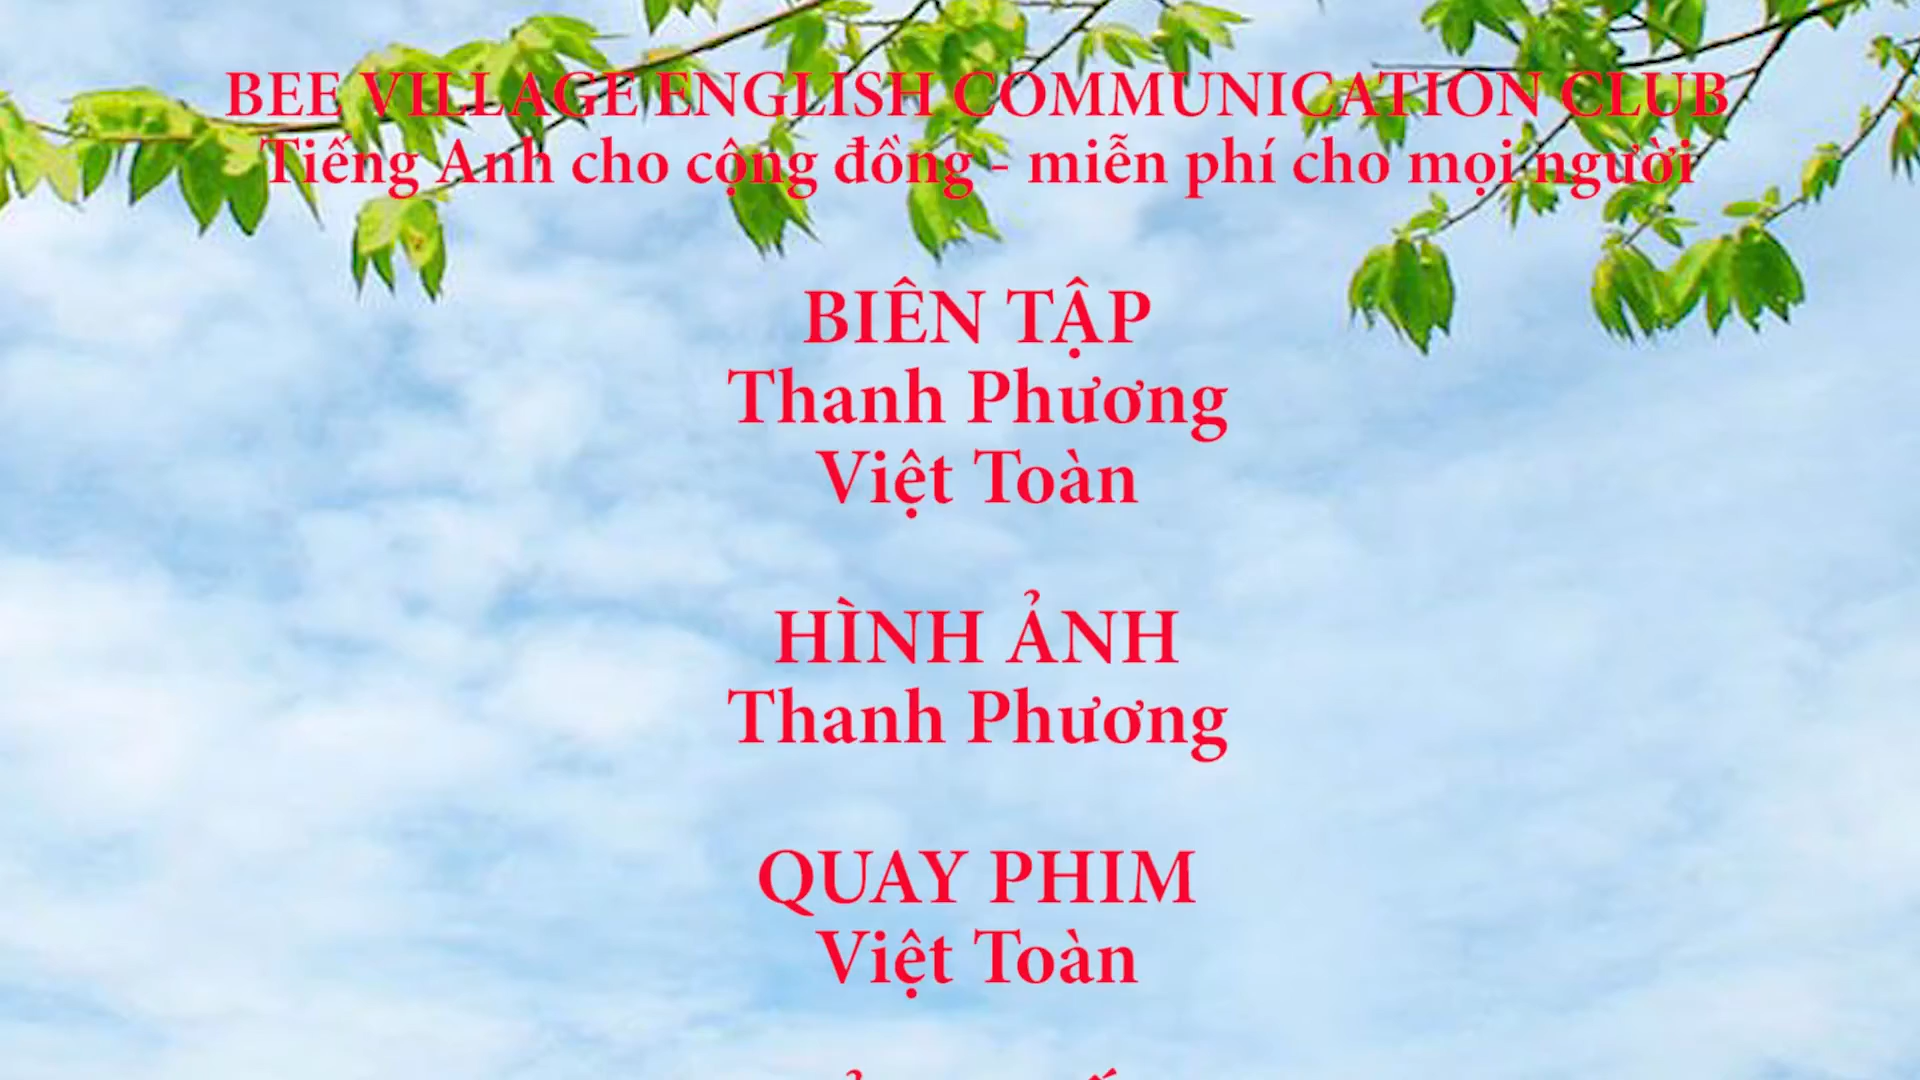 BEE VILLAGE ENGLISH COMMUNICATION CLUB
Tiếng Anh cho cộng đồng - miễn phí cho mọi người
BIÊN TẬP
Thanh Phương
Việt Toàn
HÌNH ẢNH
Thanh Phương
QUAY PHIM
Việt Toàn